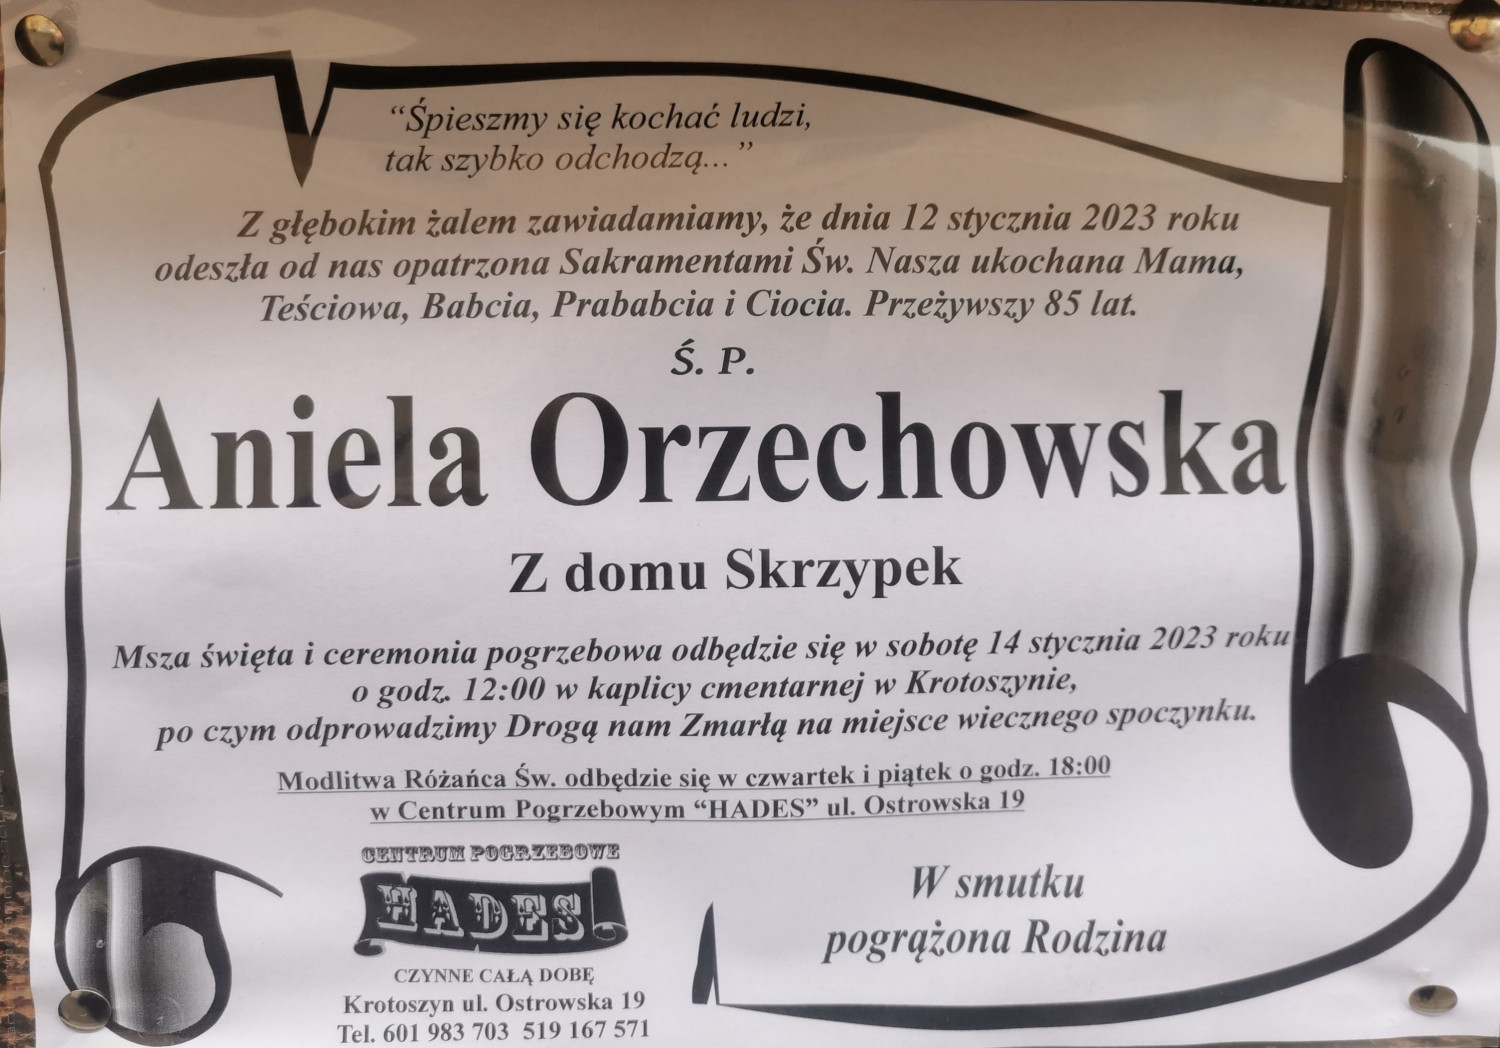 “Śpieszmy się kochać ludzi,
tak szybko odchodzą...”
Z głębokim żalem zawiadamiamy, że dnia 12 stycznia 2023 roku
odeszła od nas opatrzona Sakramentami Św. Nasza ukochana Mama,
Teściowa, Babcia, Prababcia i Ciocia. Przeżywszy 85 lat.
Ś. P.
Aniela Orzechowska
Z domu Skrzypek
Msza święta i ceremonia pogrzebowa odbędzie się w sobotę 14 stycznia 2023 roku
o godz. 12:00 w kaplicy cmentarnej w Krotoszynie,
po czym odprowadzimy Drogą nam Zmarłą na miejsce wiecznego spoczynku.
Modlitwa Różańca Św. odbędzie się w czwartek i piątek o godz. 18:00
w Centrum Pogrzebowym “HADES” ul. Ostrowska 19
CENTRUM POGRZEBOWE
HADES
CZYNNE CAŁĄ DOBĘ
Krotoszyn ul. Ostrowska 19
Tel. 601 983 703 519 167 571
W smutku
pogrążona Rodzina